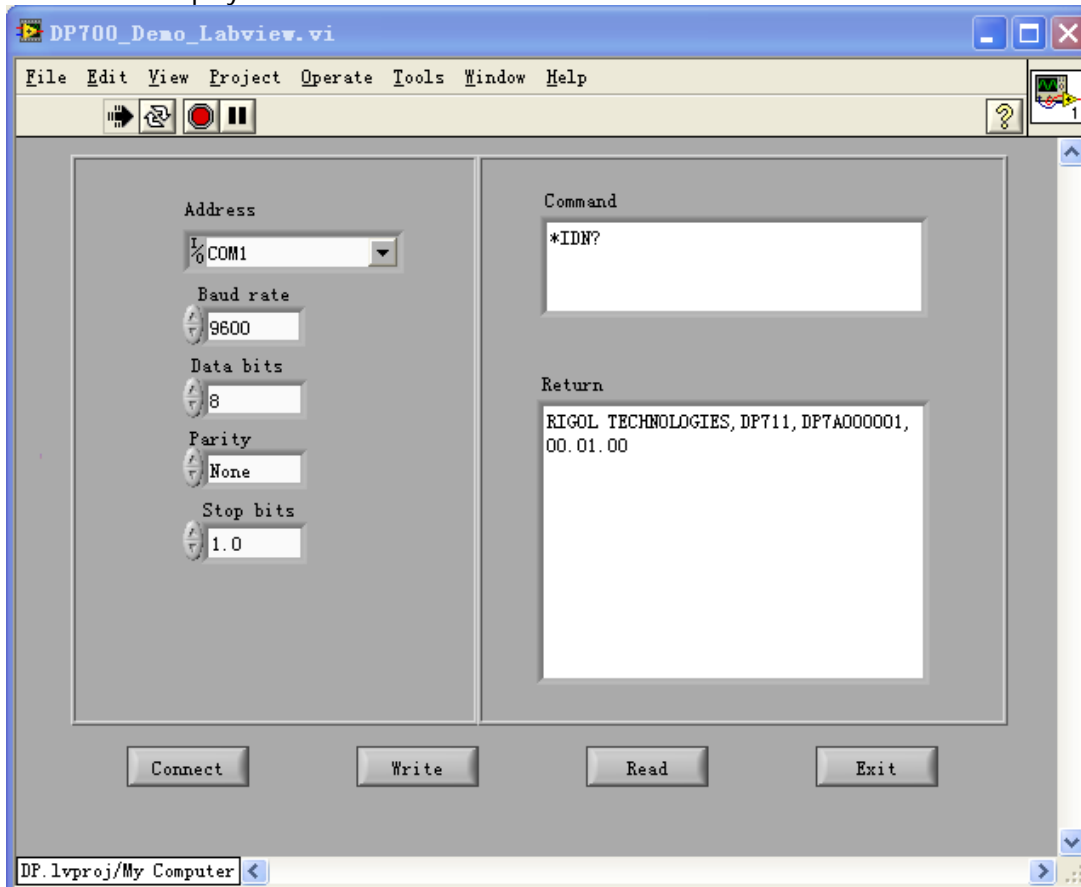 DP700_Demo_Labview.vi
File Edit View Project Operate Tools Window Help
1
Address
COM1
Baud rate
9600
Data bits
8
Parity
None
Stop bits
1.0
Command
*IDN?
Return
RIGOL TECHNOLOGIES,DP711,DP7A000001,
00.01.00
Connect Write Read Exit
DP.lvproj/My Computer